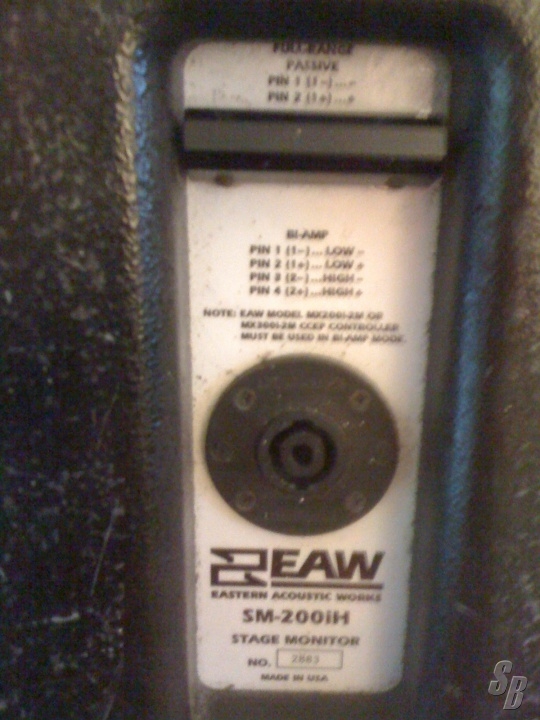 FULL-RANGE
PASSIVE
PIN 1 (1-)...-
PIN 2 (1+)...+
BI-AMP
PIN 1 (1-)...LOW-
PIN 2 (1+)...LOW+
PIN 3 (2-)...HIGH-
PIN 4 (2+)...HIGH+
NOTE: EAW MODEL MX200i-2M OR
MX300i-2M CCEP CONTROLLER
MUST BE USED IN BI-AMP MODE.
EAW
EASTERN ACOUSTIC WORKS
SM-200iH
STAGE MONITOR
NO. 2883
MADE IN USA
SB